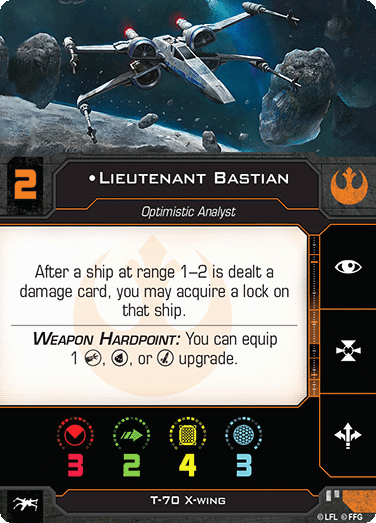 2
•Lieutenant Bastian
Optimistic Analyst
After a ship at range 1–2 is dealt a
damage card, you may acquire a lock on
that ship.
Weapon Hardpoint: You can equip
1 , , or upgrade.
3 2 4 3
T-70 X-wing
© LFL © FFG